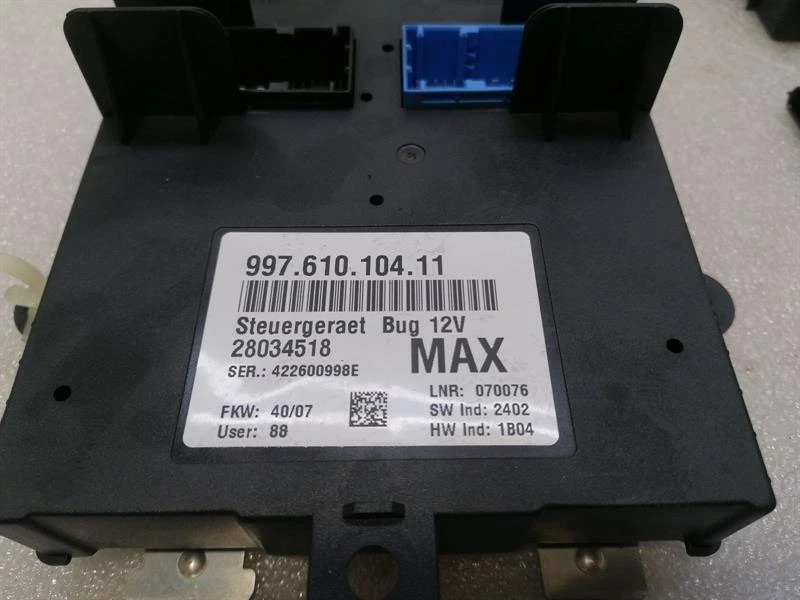 997.610.104.11
Steuergeraet Bug 12V
28034518 MAX
SER.: 422600998E
LNR: 070076
FKW: 40/07 SW Ind: 2402
User: 88 HW Ind: 1B04